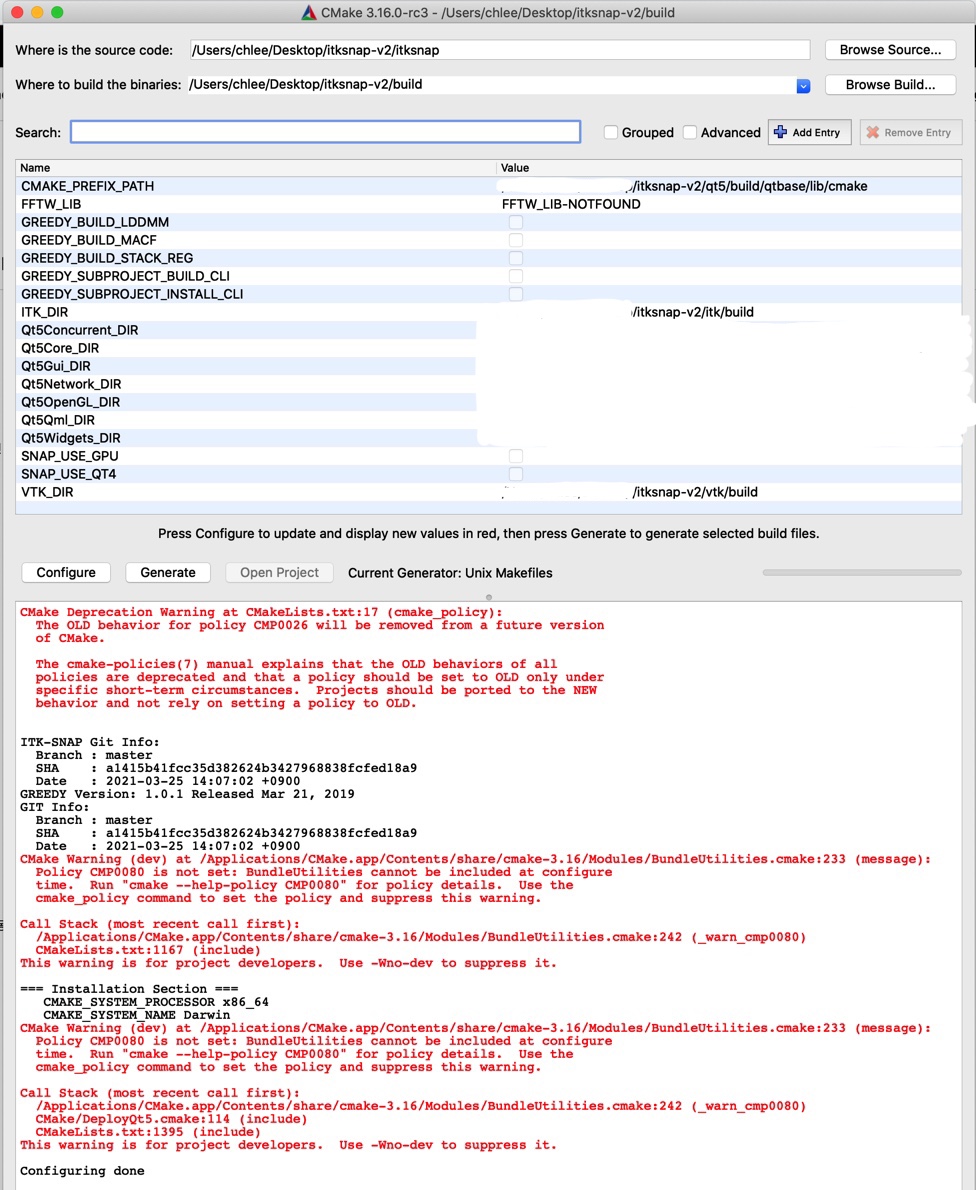 CMake 3.16.0-rc3 - /Users/chlee/Desktop/itksnap-v2/build
Where is the source code: /Users/chlee/Desktop/itksnap-v2/itksnap Browse Source...
Where to build the binaries: /Users/chlee/Desktop/itksnap-v2/build Browse Build...
Search: Grouped Advanced Add Entry Remove Entry
Name Value
CMAKE_PREFIX_PATH /itksnap-v2/qt5/build/qtbase/lib/cmake
FFTW_LIB FFTW_LIB-NOTFOUND
GREEDY_BUILD_LDDMM
GREEDY_BUILD_MACF
GREEDY_BUILD_STACK_REG
GREEDY_SUBPROJECT_BUILD_CLI
GREEDY_SUBPROJECT_INSTALL_CLI
ITK_DIR /itksnap-v2/itk/build
Qt5Concurrent_DIR
Qt5Core_DIR
Qt5Gui_DIR
Qt5Network_DIR
Qt5OpenGL_DIR
Qt5Qml_DIR
Qt5Widgets_DIR
SNAP_USE_GPU
SNAP_USE_QT4
VTK_DIR /itksnap-v2/vtk/build
Press Configure to update and display new values in red, then press Generate to generate selected build files.
Configure Generate Open Project Current Generator: Unix Makefiles
CMake Deprecation Warning at CMakeLists.txt:17 (cmake_policy):
The OLD behavior for policy CMP0026 will be removed from a future version
of CMake.
The cmake-policies(7) manual explains that the OLD behaviors of all
policies are deprecated and that a policy should be set to OLD only under
specific short-term circumstances.  Projects should be ported to the NEW
behavior and not rely on setting a policy to OLD.
ITK-SNAP Git Info:
Branch : master
SHA    : a1415b41fcc35d382624b3427968838fcfed18a9
Date   : 2021-03-25 14:07:02 +0900
GREEDY Version: 1.0.1 Released Mar 21, 2019
GIT Info:
Branch : master
SHA    : a1415b41fcc35d382624b3427968838fcfed18a9
Date   : 2021-03-25 14:07:02 +0900
CMake Warning (dev) at /Applications/CMake.app/Contents/share/cmake-3.16/Modules/BundleUtilities.cmake:233 (message):
Policy CMP0080 is not set: BundleUtilities cannot be included at configure
time.  Run "cmake --help-policy CMP0080" for policy details.  Use the
cmake_policy command to set the policy and suppress this warning.
Call Stack (most recent call first):
/Applications/CMake.app/Contents/share/cmake-3.16/Modules/BundleUtilities.cmake:242 (_warn_cmp0080)
CMakeLists.txt:1167 (include)
This warning is for project developers.  Use -Wno-dev to suppress it.
=== Installation Section ===
CMAKE_SYSTEM_PROCESSOR x86_64
CMAKE_SYSTEM_NAME Darwin
CMake Warning (dev) at /Applications/CMake.app/Contents/share/cmake-3.16/Modules/BundleUtilities.cmake:233 (message):
Policy CMP0080 is not set: BundleUtilities cannot be included at configure
time.  Run "cmake --help-policy CMP0080" for policy details.  Use the
cmake_policy command to set the policy and suppress this warning.
Call Stack (most recent call first):
/Applications/CMake.app/Contents/share/cmake-3.16/Modules/BundleUtilities.cmake:242 (_warn_cmp0080)
CMake/DeployQt5.cmake:114 (include)
CMakeLists.txt:1395 (include)
This warning is for project developers.  Use -Wno-dev to suppress it.
Configuring done